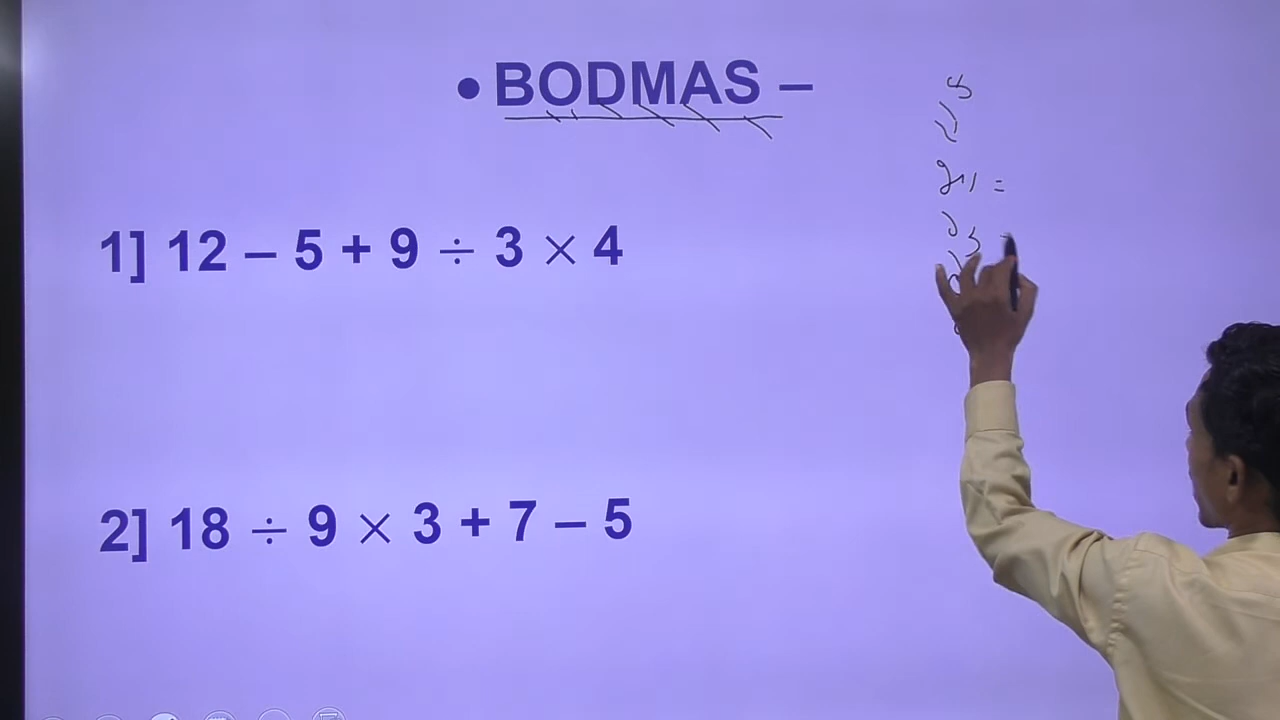 • BODMAS –
1] 12 – 5 + 9 ÷ 3 × 4
2] 18 ÷ 9 × 3 + 7 – 5